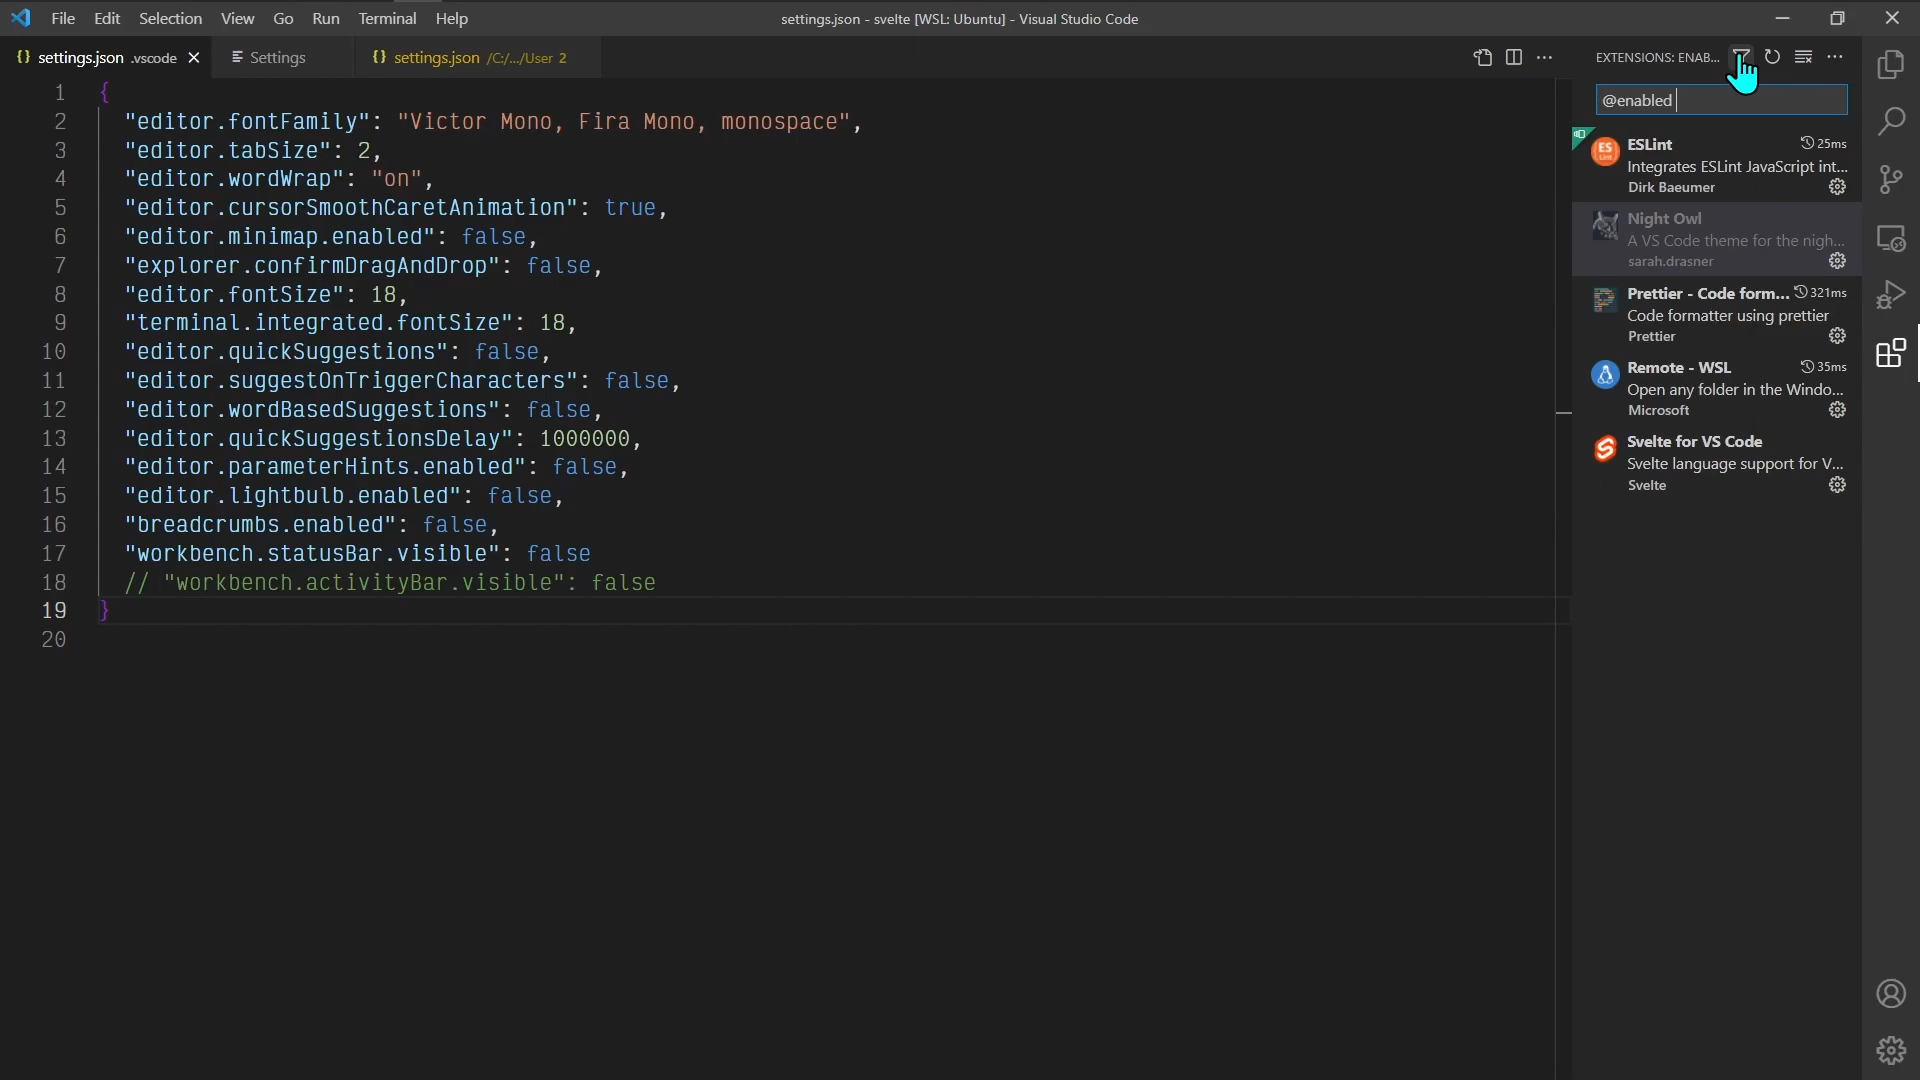 File Edit Selection View Go Run Terminal Help
settings.json - svelte [WSL: Ubuntu] - Visual Studio Code
settings.json .vscode
Settings
settings.json /C:/.../User 2
1 {
2 "editor.fontFamily": "Victor Mono, Fira Mono, monospace",
3 "editor.tabSize": 2,
4 "editor.wordWrap": "on",
5 "editor.cursorSmoothCaretAnimation": true,
6 "editor.minimap.enabled": false,
7 "explorer.confirmDragAndDrop": false,
8 "editor.fontSize": 18,
9 "terminal.integrated.fontSize": 18,
10 "editor.quickSuggestions": false,
11 "editor.suggestOnTriggerCharacters": false,
12 "editor.wordBasedSuggestions": false,
13 "editor.quickSuggestionsDelay": 1000000,
14 "editor.parameterHints.enabled": false,
15 "editor.lightbulb.enabled": false,
16 "breadcrumbs.enabled": false,
17 "workbench.statusBar.visible": false
18 // "workbench.activityBar.visible": false
19 }
20
EXTENSIONS: ENAB...
@enabled
ES
Lint
ESLint 25ms
Integrates ESLint JavaScript int...
Dirk Baeumer
Night Owl
A VS Code theme for the nigh...
sarah.drasner
Prettier - Code form... 321ms
Code formatter using prettier
Prettier
Remote - WSL 35ms
Open any folder in the Windo...
Microsoft
Svelte for VS Code
Svelte language support for V...
Svelte